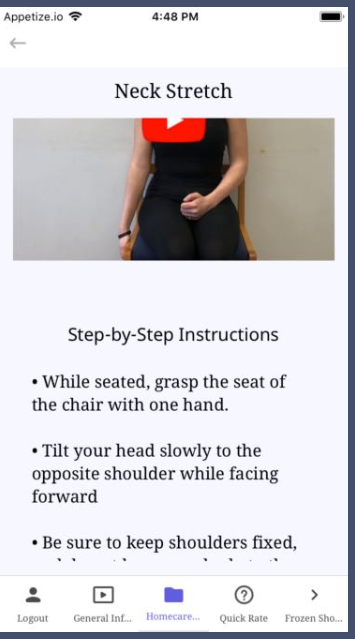 Appetize.io 4:48 PM
Neck Stretch
Step-by-Step Instructions
• While seated, grasp the seat of
the chair with one hand.
• Tilt your head slowly to the
opposite shoulder while facing
forward
• Be sure to keep shoulders fixed,
Logout General Inf... Homecare... Quick Rate Frozen Sho...